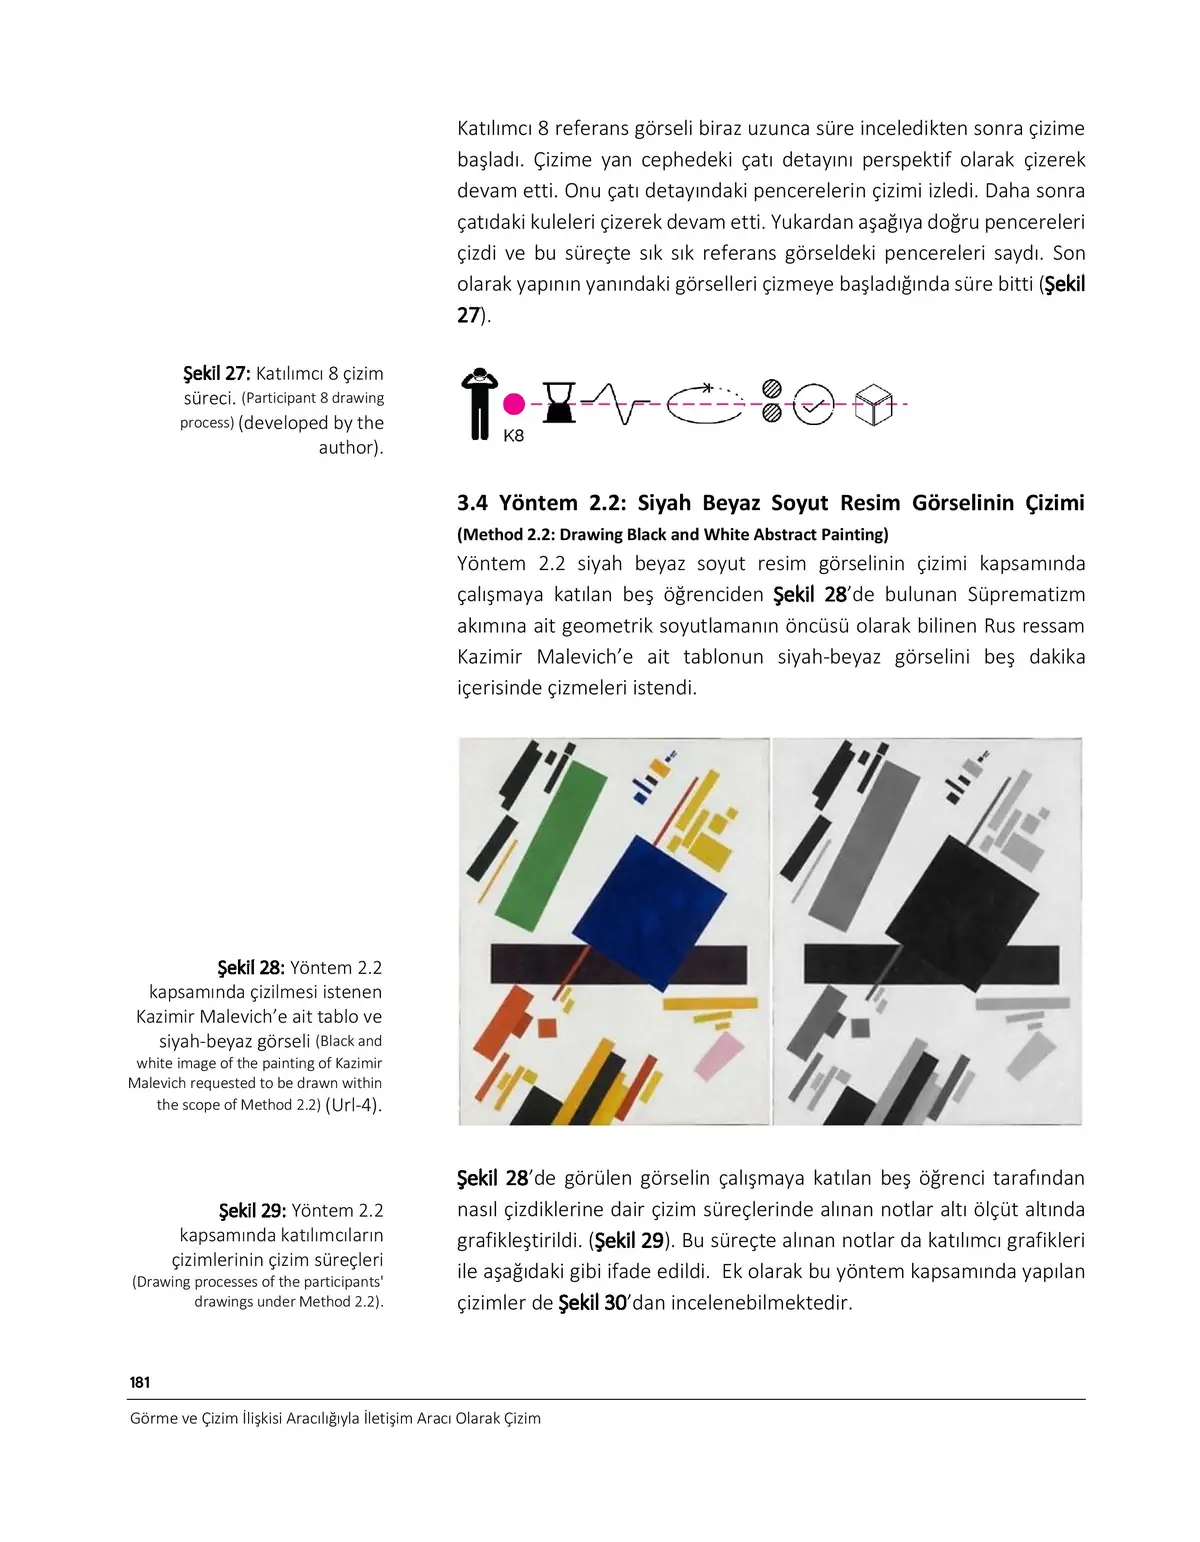 Katılımcı 8 referans görseli biraz uzunca süre inceledikten sonra çizime
başladı. Çizime yan cephedeki çatı detayını perspektif olarak çizerek
devam etti. Onu çatı detayındaki pencerelerin çizimi izledi. Daha sonra
çatıdaki kuleleri çizerek devam etti. Yukardan aşağıya doğru pencereleri
çizdi ve bu süreçte sık sık referans görseldeki pencereleri saydı. Son
olarak yapının yanındaki görselleri çizmeye başladığında süre bitti (Şekil
27).
Şekil 27: Katılımcı 8 çizim
süreci. (Participant 8 drawing
process) (developed by the
author).
K8
3.4 Yöntem 2.2: Siyah Beyaz Soyut Resim Görselinin Çizimi
(Method 2.2: Drawing Black and White Abstract Painting)
Yöntem 2.2 siyah beyaz soyut resim görselinin çizimi kapsamında
çalışmaya katılan beş öğrenciden Şekil 28’de bulunan Süprematizm
akımına ait geometrik soyutlamanın öncüsü olarak bilinen Rus ressam
Kazimir Malevich’e ait tablonun siyah-beyaz görselini beş dakika
içerisinde çizmeleri istendi.
Şekil 28: Yöntem 2.2
kapsamında çizilmesi istenen
Kazimir Malevich’e ait tablo ve
siyah-beyaz görseli (Black and
white image of the painting of Kazimir
Malevich requested to be drawn within
the scope of Method 2.2) (Url-4).
Şekil 28’de görülen görselin çalışmaya katılan beş öğrenci tarafından
nasıl çizdiklerine dair çizim süreçlerinde alınan notlar altı ölçüt altında
grafikleştirildi. (Şekil 29). Bu süreçte alınan notlar da katılımcı grafikleri
ile aşağıdaki gibi ifade edildi. Ek olarak bu yöntem kapsamında yapılan
çizimler de Şekil 30’dan incelenebilmektedir.
Şekil 29: Yöntem 2.2
kapsamında katılımcıların
çizimlerinin çizim süreçleri
(Drawing processes of the participants'
drawings under Method 2.2).
181
Görme ve Çizim İlişkisi Aracılığıyla İletişim Aracı Olarak Çizim